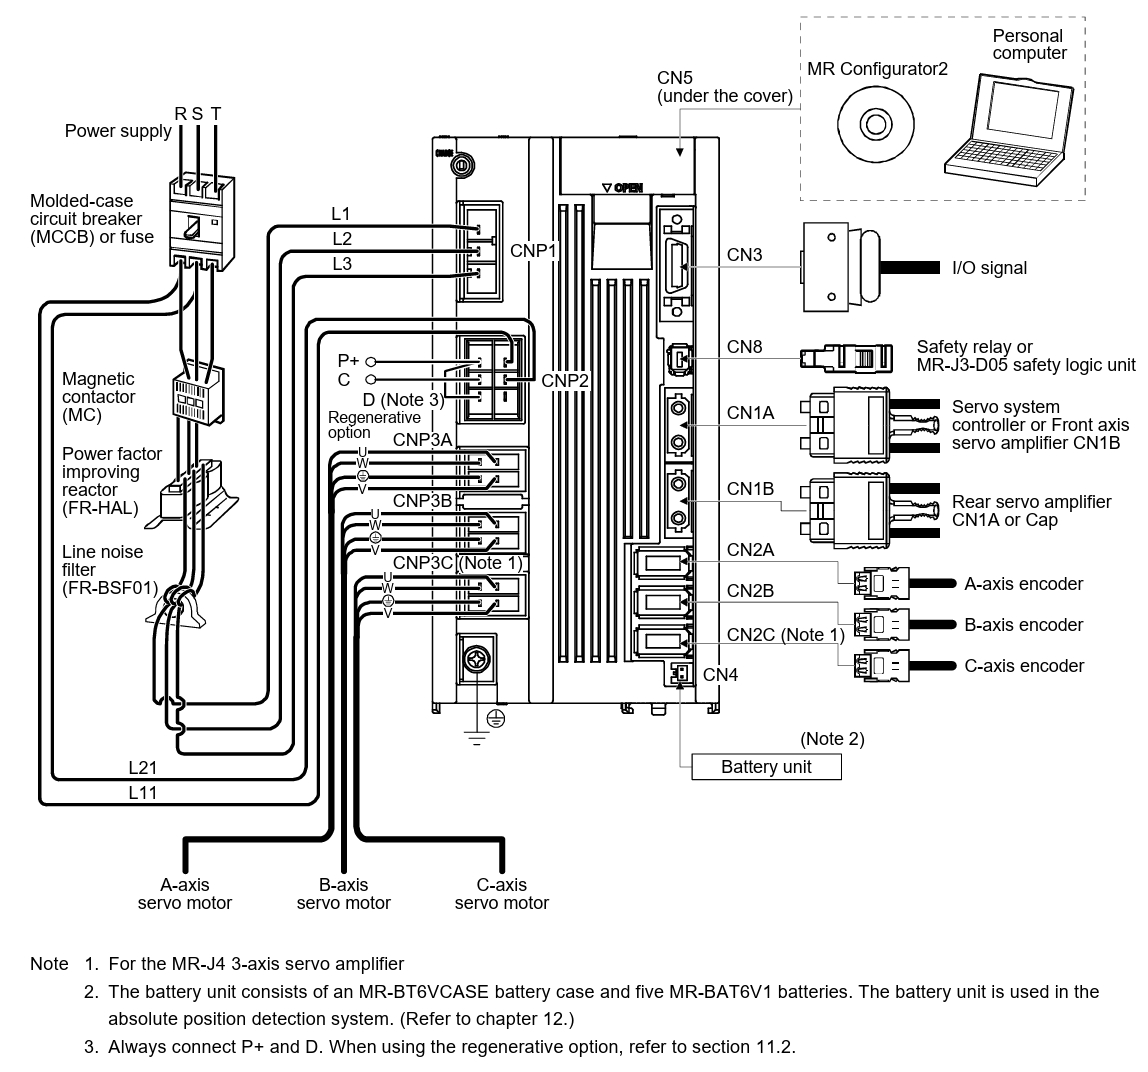 Personal
computer
MR Configurator2
CN5
(under the cover)
R S T
Power supply
OPEN
Molded-case
circuit breaker
(MCCB) or fuse
L1
L2
L3
CNP1
CN3
I/O signal
CN8
Safety relay or
MR-J3-D05 safety logic unit
P+
C
D (Note 3)
CNP2
Regenerative
option
Magnetic
contactor
(MC)
CN1A
Servo system
controller or Front axis
servo amplifier CN1B
CNP3A
U
W
V
Power factor
improving
reactor
(FR-HAL)
CN1B
Rear servo amplifier
CN1A or Cap
CNP3B
U
W
V
Line noise
filter
(FR-BSF01)
CNP3C (Note 1)
U
W
V
CN2A
A-axis encoder
CN2B
B-axis encoder
CN2C (Note 1)
C-axis encoder
CN4
(Note 2)
Battery unit
L21
L11
A-axis
servo motor
B-axis
servo motor
C-axis
servo motor
Note 1. For the MR-J4 3-axis servo amplifier
2. The battery unit consists of an MR-BT6VCASE battery case and five MR-BAT6V1 batteries. The battery unit is used in the
absolute position detection system. (Refer to chapter 12.)
3. Always connect P+ and D. When using the regenerative option, refer to section 11.2.